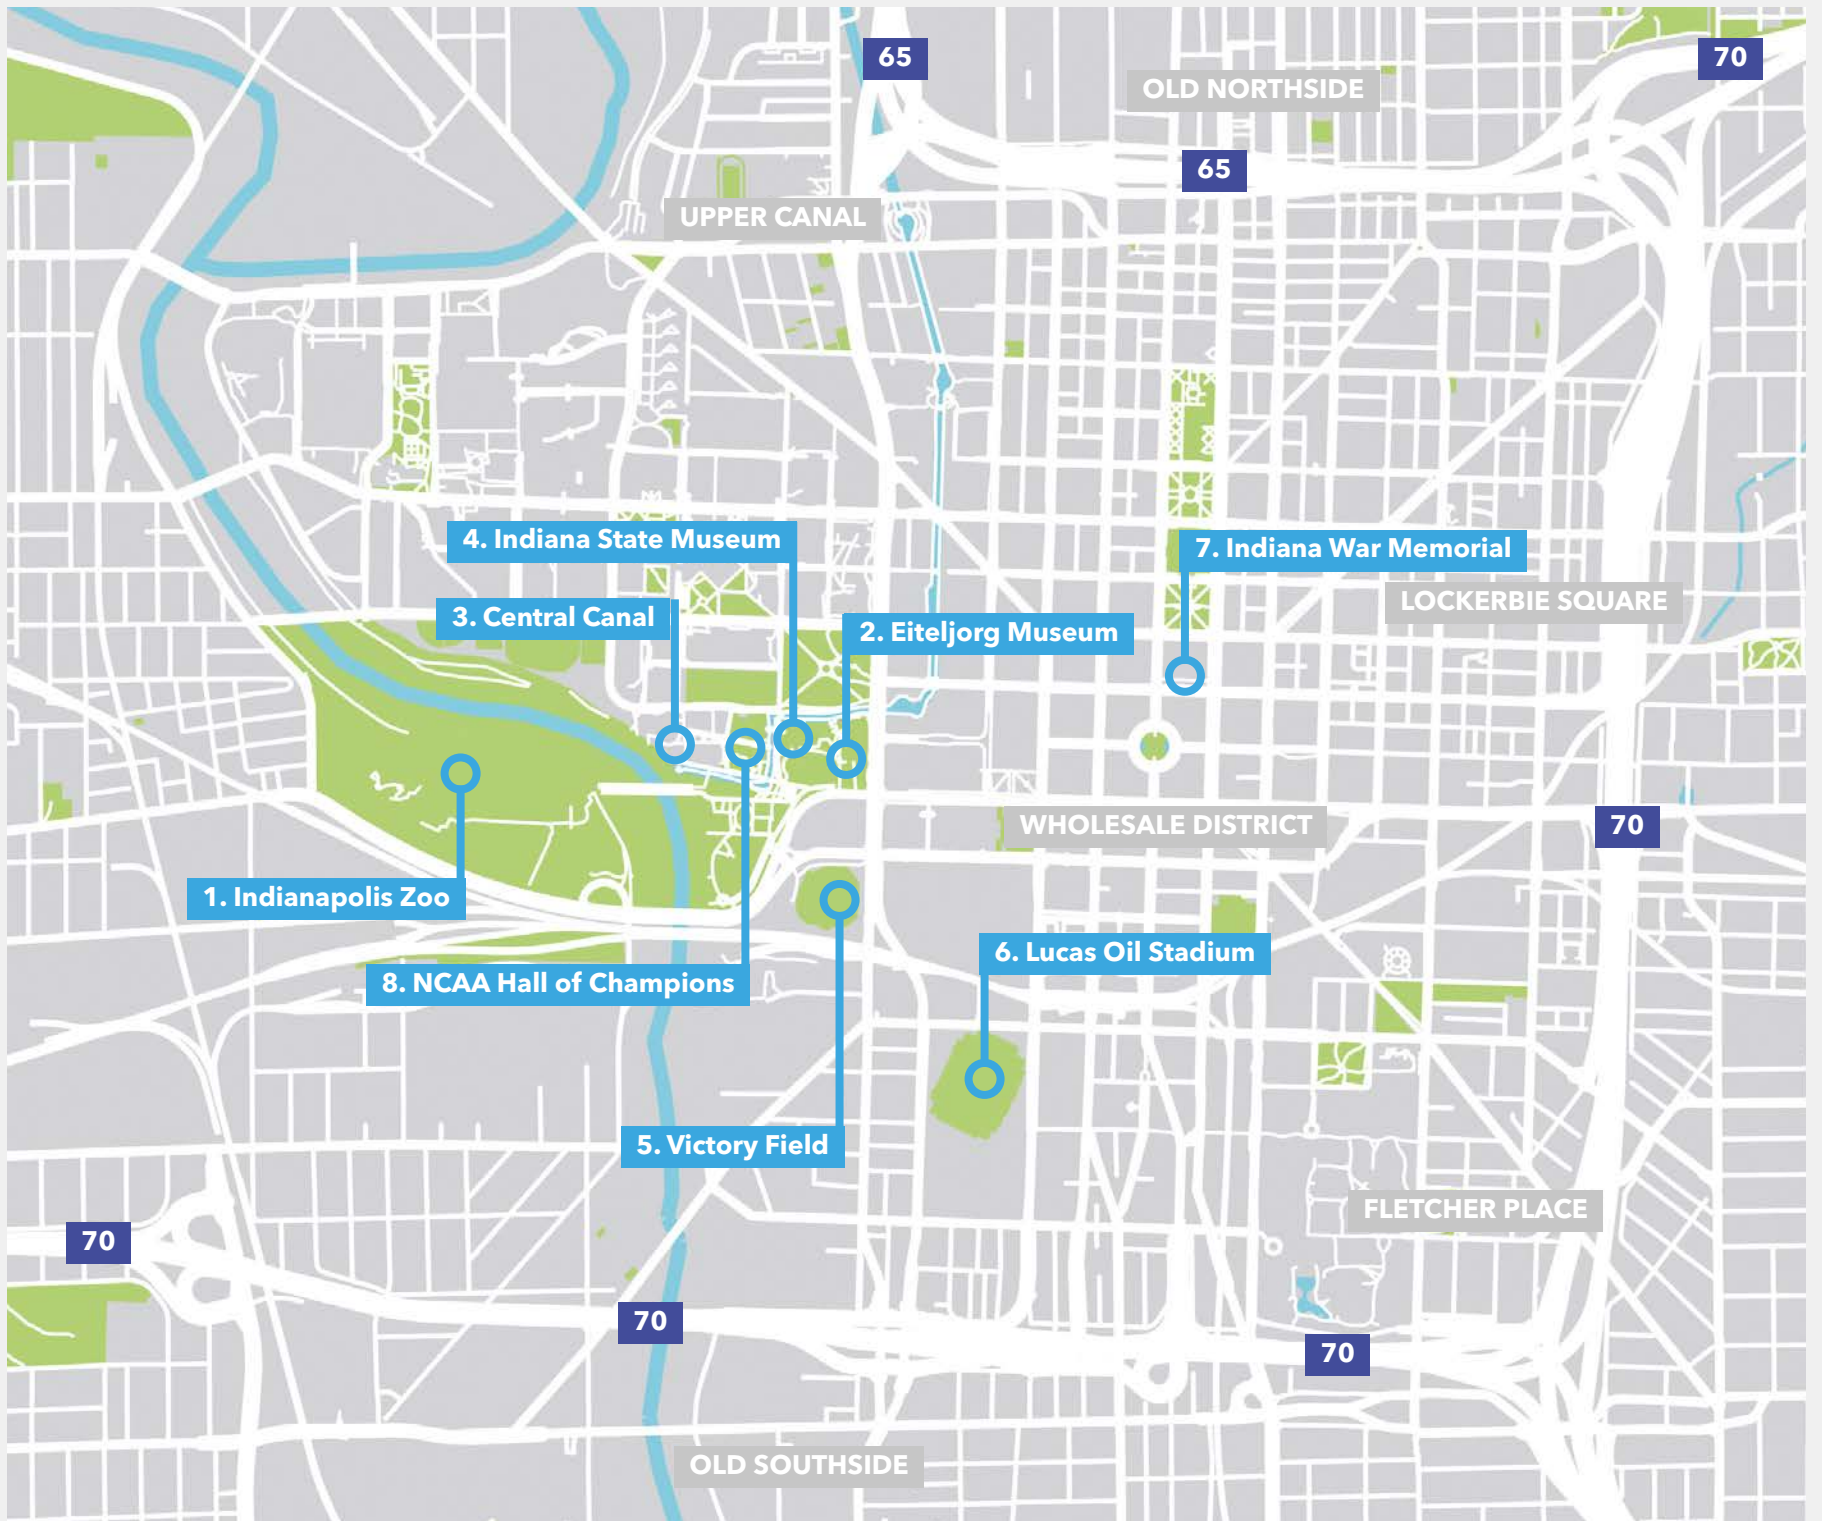 65
70
OLD NORTHSIDE
65
UPPER CANAL
4. Indiana State Museum
7. Indiana War Memorial
3. Central Canal
LOCKERBIE SQUARE
2. Eiteljorg Museum
WHOLESALE DISTRICT
70
1. Indianapolis Zoo
6. Lucas Oil Stadium
8. NCAA Hall of Champions
5. Victory Field
FLETCHER PLACE
70
70
70
OLD SOUTHSIDE